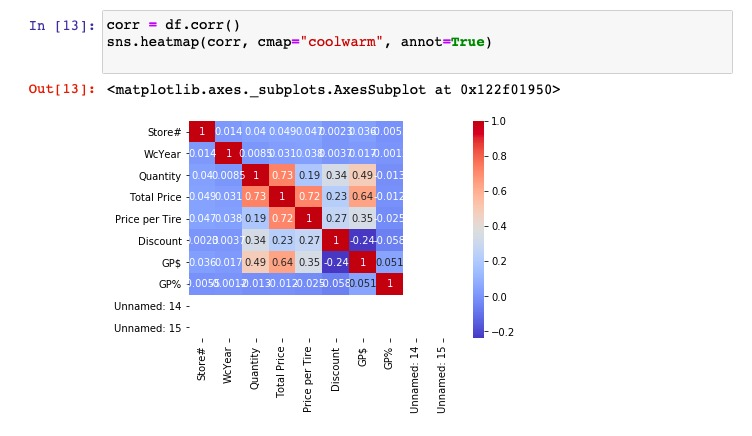 In [13]: corr = df.corr()
sns.heatmap(corr, cmap="coolwarm", annot=True)
Out[13]: <matplotlib.axes._subplots.AxesSubplot at 0x122f01950>
Store# 1 0.014 0.04 0.049 0.047 0.0023 0.036 0.005
WcYear 0.014 1 0.0085 0.031 0.038 0.0037 0.017 0.001
Quantity 0.04 0.0085 1 0.73 0.19 0.34 0.49 -0.013
Total Price 0.049 0.031 0.73 1 0.72 0.23 0.64 -0.012
Price per Tire 0.047 0.038 0.19 0.72 1 0.27 0.35 -0.025
Discount 0.34 0.23 0.27 1 -0.24 -0.058
GP$ 0.036 0.017 0.49 0.64 0.35 -0.24 1 0.051
GP% -0.013 -0.012 -0.025 -0.058 0.051 1
Unnamed: 14
Unnamed: 15
Store# WcYear Quantity Total Price Price per Tire Discount GP$ GP% Unnamed: 14 Unnamed: 15
1.0
0.8
0.6
0.4
0.2
0.0
−0.2